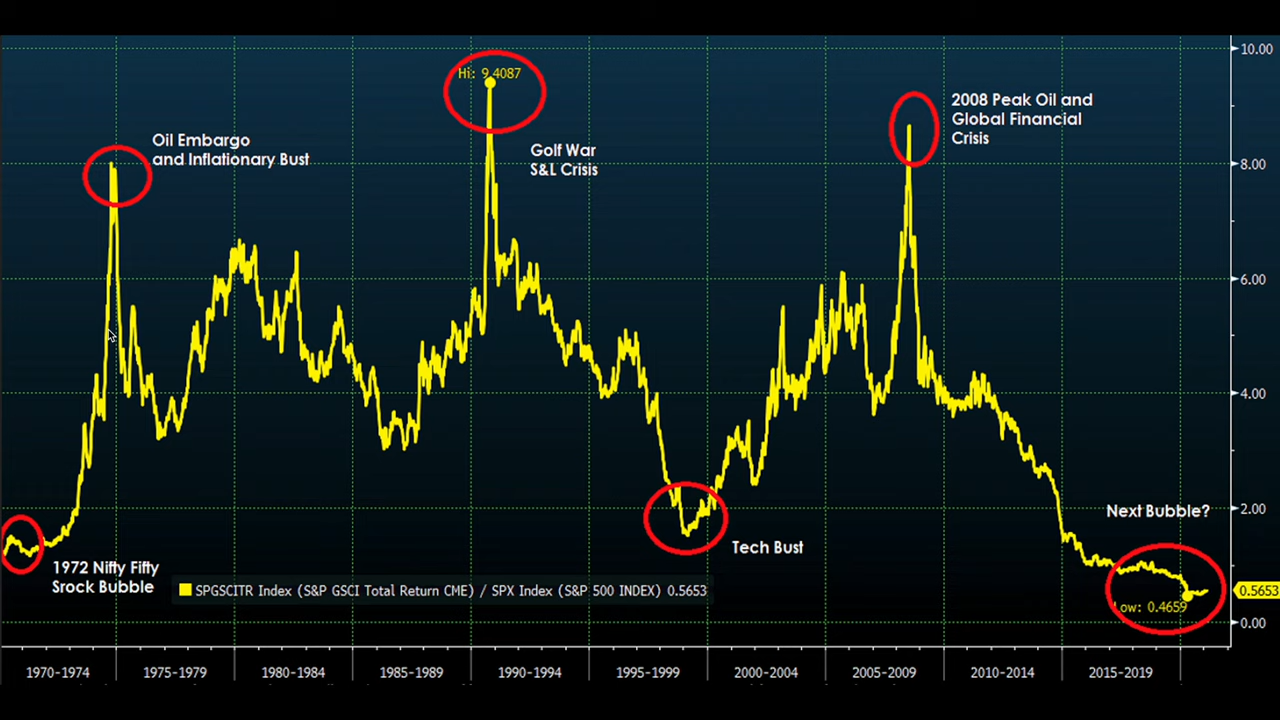 10.00
Hi: 9.4087
2008 Peak Oil and
Global Financial
Crisis
Oil Embargo
and Inflationary Bust
Golf War
S&L Crisis
8.00
6.00
4.00
2.00
Next Bubble?
Tech Bust
1972 Nifty Fifty
Srock Bubble
SPGSCITR Index (S&P GSCI Total Return CME) / SPX Index (S&P 500 INDEX) 0.5653
0.5653
Low: 0.4659
0.00
1970-1974 1975-1979 1980-1984 1985-1989 1990-1994 1995-1999 2000-2004 2005-2009 2010-2014 2015-2019